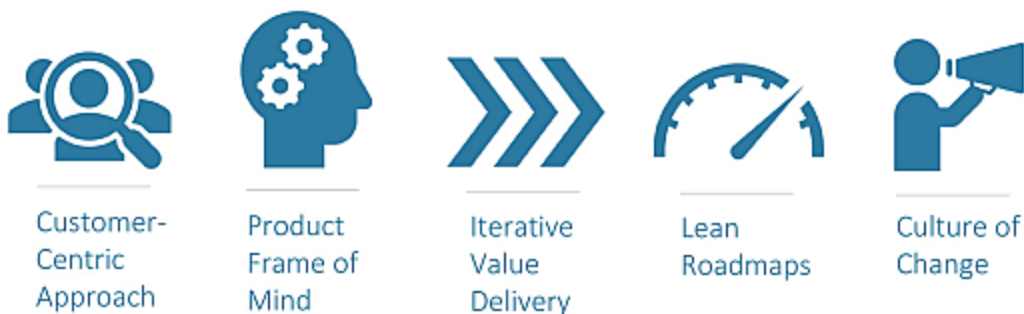 Customer-
Centric
Approach
Product
Frame of
Mind
Iterative
Value
Delivery
Lean
Roadmaps
Culture of
Change